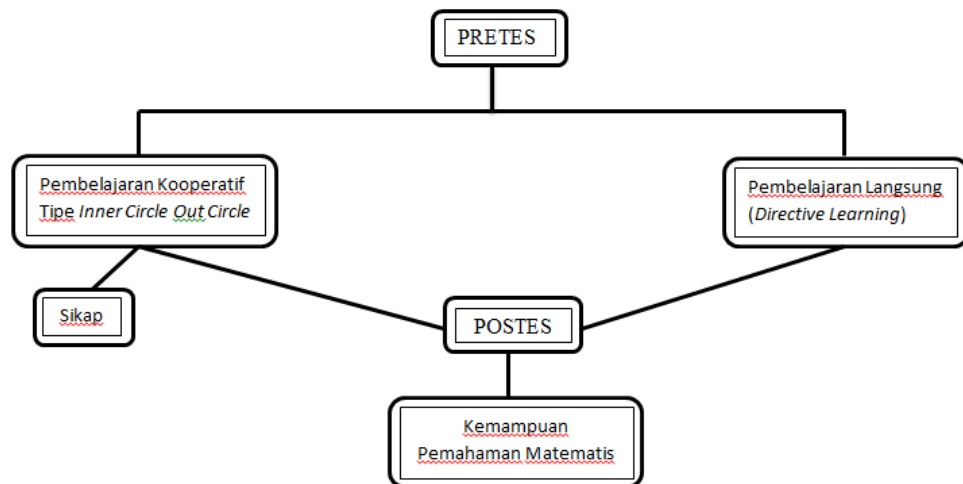 PRETES
Pembelajaran Kooperatif
Tipe Inner Circle Out Circle
Pembelajaran Langsung
(Directive Learning)
Sikap
POSTES
Kemampuan
Pemahaman Matematis